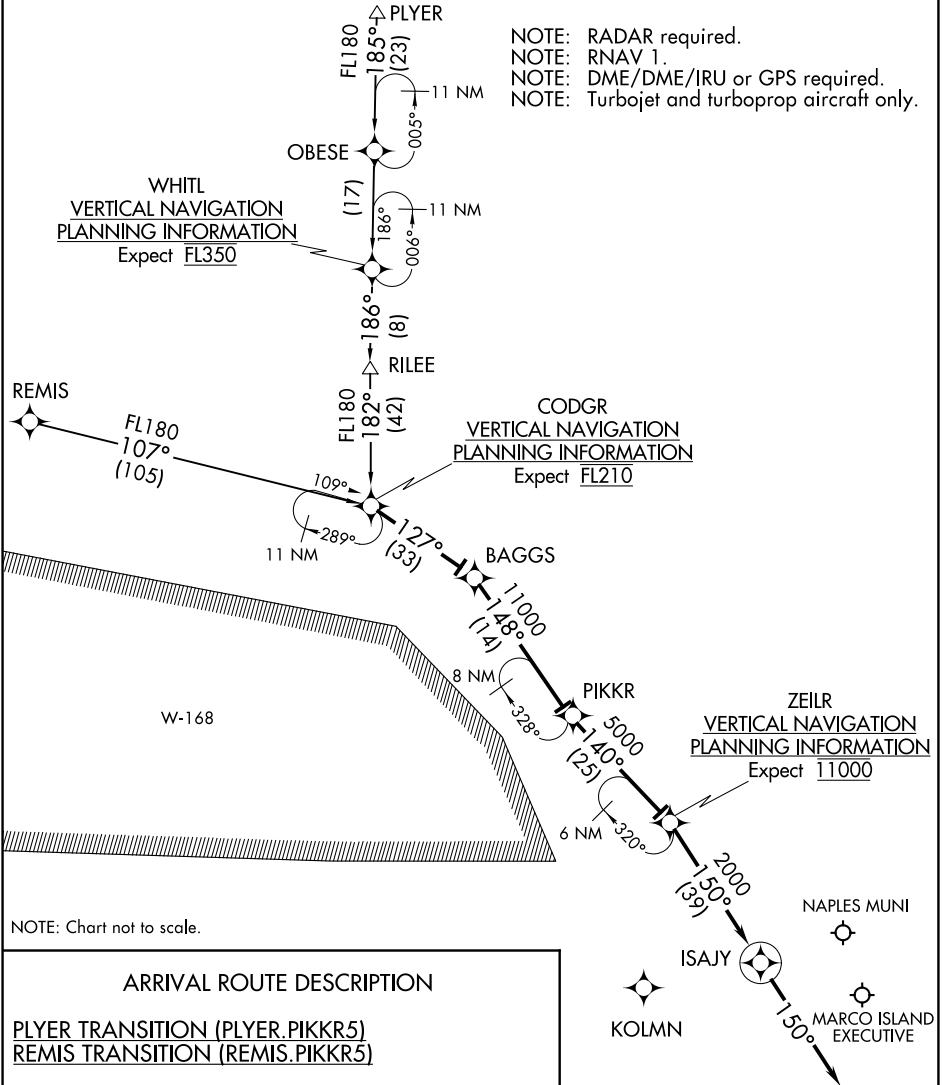 PLYER
FL180
185°
(23)
NOTE: RADAR required.
NOTE: RNAV 1.
NOTE: DME/DME/IRU or GPS required.
NOTE: Turbojet and turboprop aircraft only.
11 NM
005°
OBESE
(17)
186°
11 NM
006°
WHITL
VERTICAL NAVIGATION
PLANNING INFORMATION
Expect FL350
186°
(8)
RILEE
REMIS
FL180
107°
(105)
FL180
182°
(42)
CODGR
VERTICAL NAVIGATION
PLANNING INFORMATION
Expect FL210
109°
289°
11 NM
127°
(33)
BAGGS
11000
148°
(14)
8 NM
328°
PIKKR
W-168
5000
140°
(25)
ZEILR
VERTICAL NAVIGATION
PLANNING INFORMATION
Expect 11000
6 NM
320°
2000
150°
(39)
NAPLES MUNI
NOTE: Chart not to scale.
ISAJY
KOLMN
150°
MARCO ISLAND
EXECUTIVE
ARRIVAL ROUTE DESCRIPTION
PLYER TRANSITION (PLYER.PIKKR5)
REMIS TRANSITION (REMIS.PIKKR5)